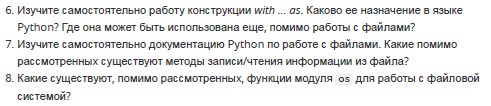 6. Изучите самостоятельно работу конструкции with ... as. Каково ее назначение в языке
Python? Где она может быть использована еще, помимо работы с файлами?
7. Изучите самостоятельно документацию Python по работе с файлами. Какие помимо
рассмотренных существуют методы записи/чтения информации из файла?
8. Какие существуют, помимо рассмотренных, функции модуля os для работы с файловой
системой?